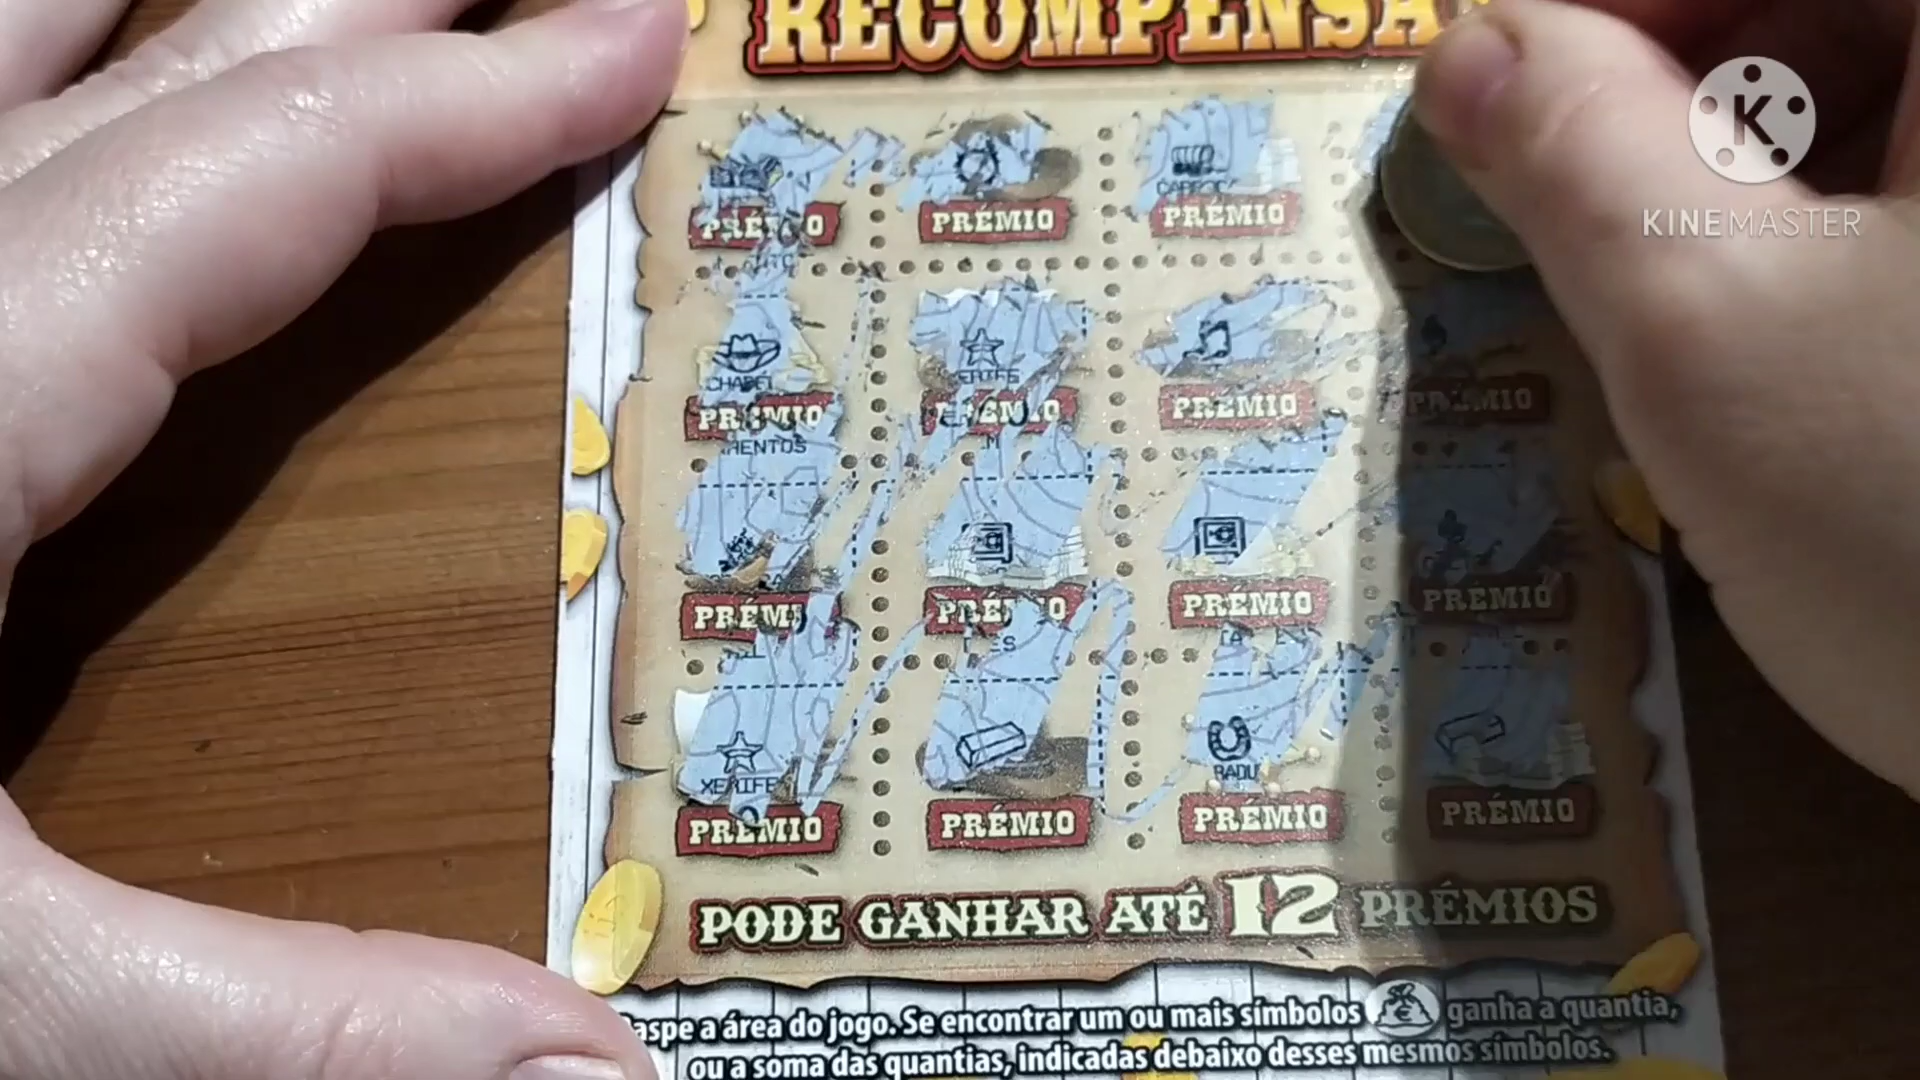 RECOMPENSA
K
KINEMASTER
PRÉMIO PRÉMIO PRÉMIO
PRÉMIO PRÉMIO PRÉMIO PRÉMIO
PRÉMIO PRÉMIO PRÉMIO PRÉMIO
XERIFE
PRÉMIO PRÉMIO PRÉMIO PRÉMIO
PODE GANHAR ATÉ 12 PRÉMIOS
aspe a área do jogo. Se encontrar um ou mais símbolos € ganha a quantia,
ou a soma das quantias, indicadas debaixo desses mesmos símbolos.